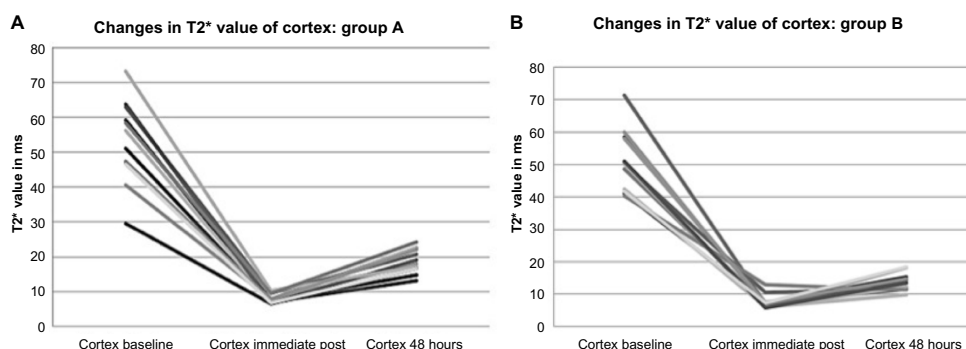 A
Changes in T2* value of cortex: group A
T2* value in ms
80
70
60
50
40
30
20
10
0
Cortex baseline Cortex immediate post Cortex 48 hours
B
Changes in T2* value of cortex: group B
T2* value in ms
80
70
60
50
40
30
20
10
0
Cortex baseline Cortex immediate post Cortex 48 hours